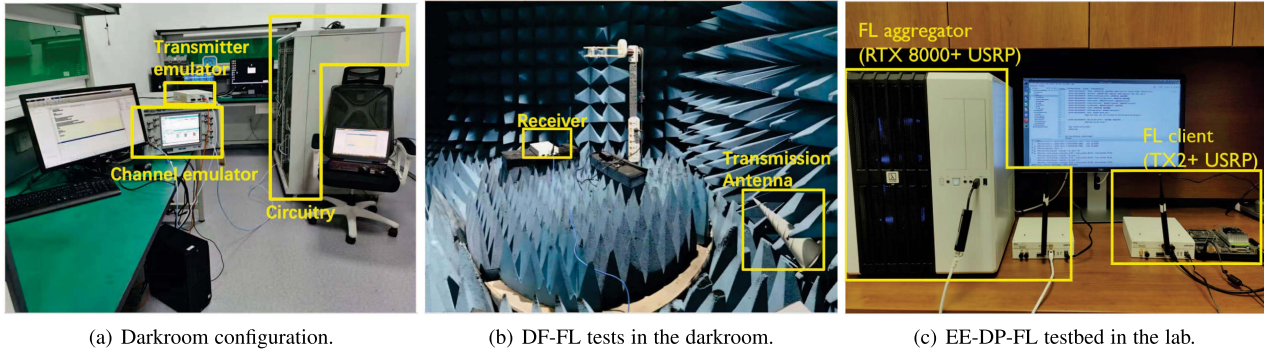 Transmitter
emulator
Channel emulator
Circuitry
Receiver
Transmission
Antenna
FL aggregator
(RTX 8000+ USRP)
FL client
(TX2+ USRP)
(a) Darkroom configuration.
(b) DF-FL tests in the darkroom.
(c) EE-DP-FL testbed in the lab.